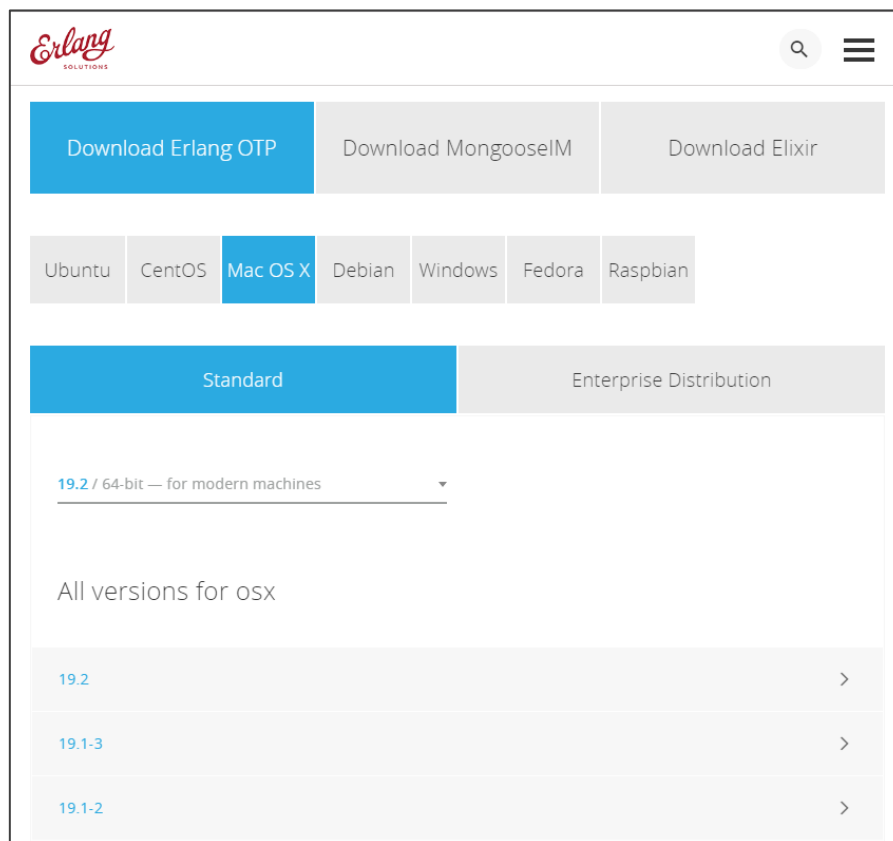 Erlang
SOLUTIONS
Download Erlang OTP Download MongooseIM Download Elixir
Ubuntu CentOS Mac OS X Debian Windows Fedora Raspbian
Standard Enterprise Distribution
19.2 / 64-bit — for modern machines
All versions for osx
19.2
19.1-3
19.1-2